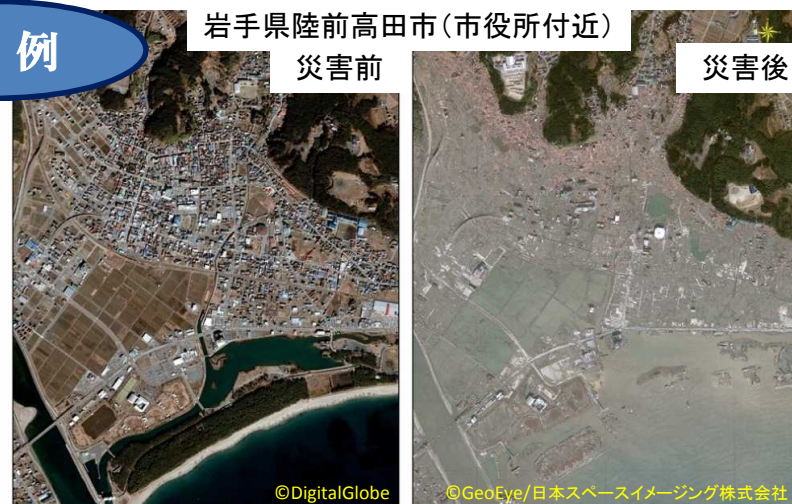 例
岩手県陸前高田市(市役所付近)
災害前
災害後
©DigitalGlobe
©GeoEye/日本スペースイメージング株式会社